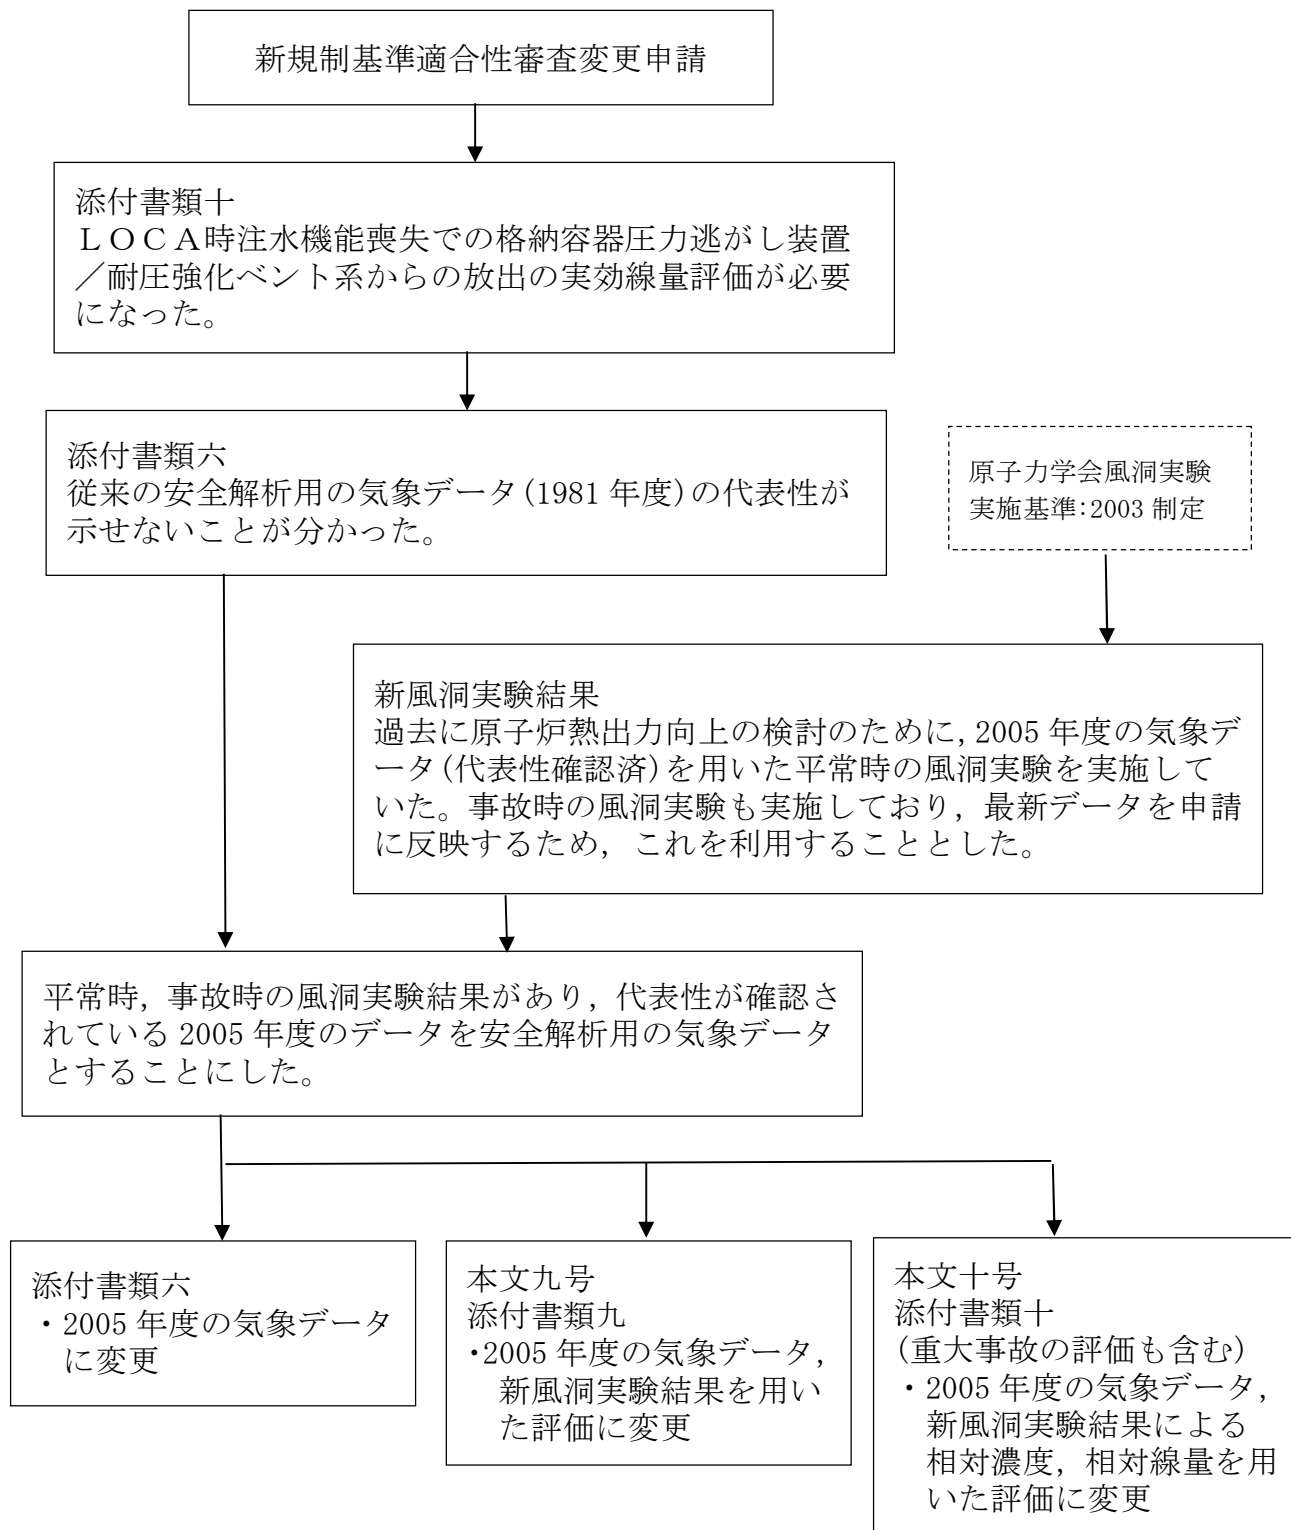 新規制基準適合性審査変更申請
添付書類十
ＬＯＣＡ時注水機能喪失での格納容器圧力逃がし装置
／耐圧強化ベント系からの放出の実効線量評価が必要
になった。
添付書類六
従来の安全解析用の気象データ(1981 年度)の代表性が
示せないことが分かった。
原子力学会風洞実験
実施基準:2003 制定
新風洞実験結果
過去に原子炉熱出力向上の検討のために, 2005 年度の気象デ
ータ(代表性確認済)を用いた平常時の風洞実験を実施して
いた。事故時の風洞実験も実施しており，最新データを申請
に反映するため，これを利用することとした。
平常時，事故時の風洞実験結果があり，代表性が確認さ
れている 2005 年度のデータを安全解析用の気象データ
とすることにした。
添付書類六
・2005 年度の気象データ
に変更
本文九号
添付書類九
・2005 年度の気象データ，
新風洞実験結果を用い
た評価に変更
本文十号
添付書類十
(重大事故の評価も含む)
・2005 年度の気象データ，
新風洞実験結果による
相対濃度，相対線量を用
いた評価に変更